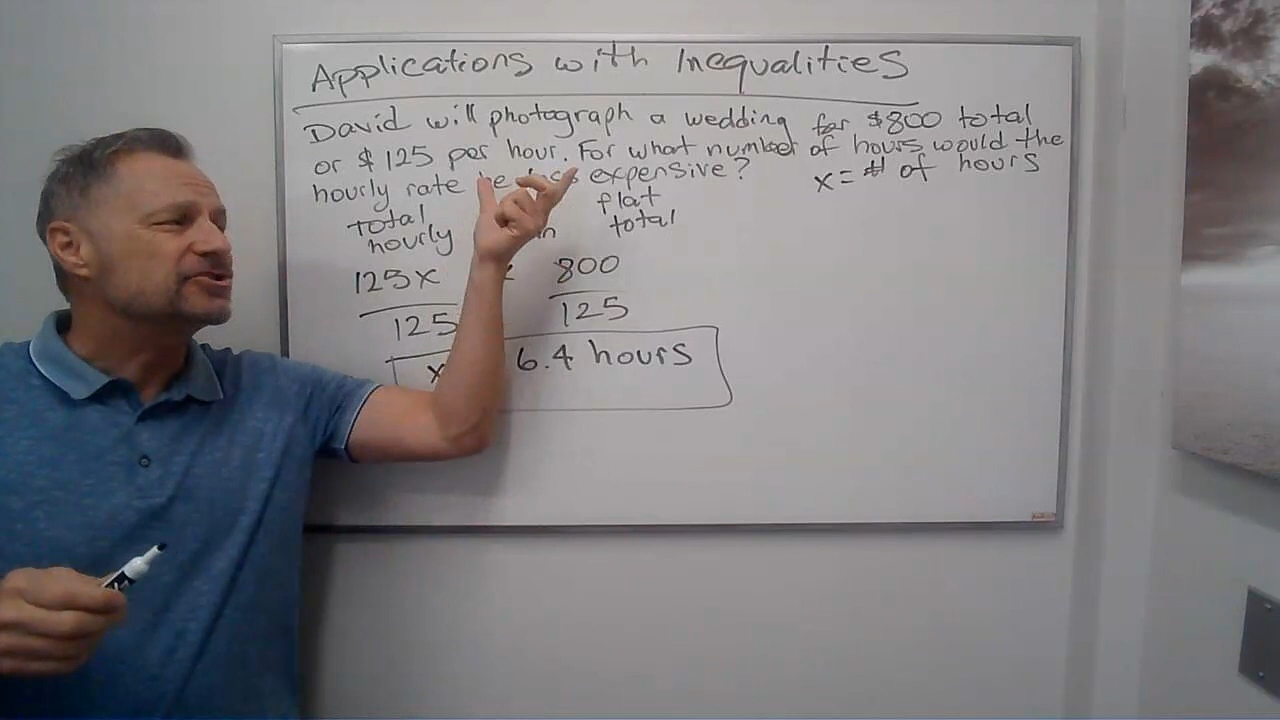 Applications with Inequalities
David will photograph a wedding for $800 total
or $125 per hour. For what number of hours would the
hourly rate expensive?
x = # of hours
total flat
hourly total
125x 800
125 125
x 6.4 hours